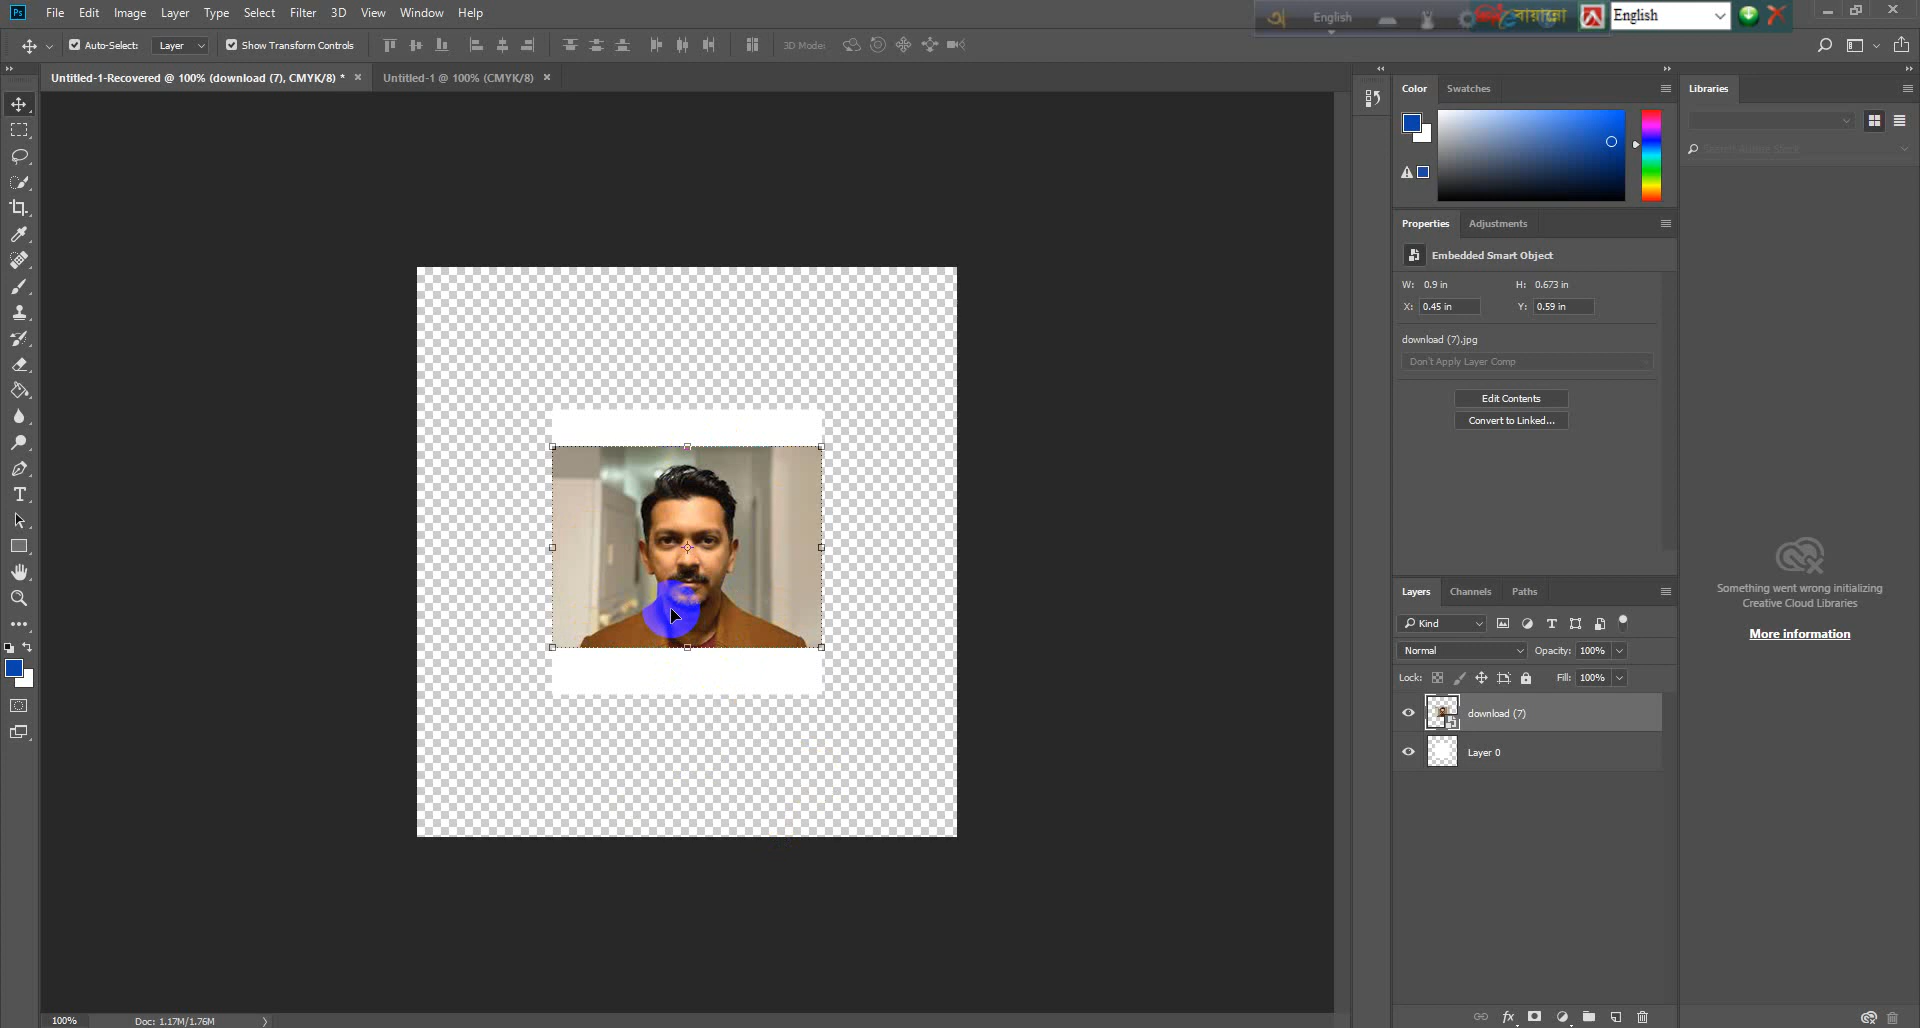 Ps File Edit Image Layer Type Select Filter 3D View Window Help
English
English
Auto-Select: Layer Show Transform Controls 3D Mode:
Untitled-1-Recovered @ 100% (download (7), CMYK/8) * × Untitled-1 @ 100% (CMYK/8) ×
Color Swatches
Libraries
Search Adobe Stock
Properties Adjustments
Embedded Smart Object
W: 0.9 in H: 0.673 in
X: 0.45 in Y: 0.59 in
download (7).jpg
Don't Apply Layer Comp
Edit Contents
Convert to Linked...
Something went wrong initializing
Creative Cloud Libraries
More information
Layers Channels Paths
Kind
Normal Opacity: 100%
Lock: Fill: 100%
download (7)
Layer 0
100% Doc: 1.17M/1.76M